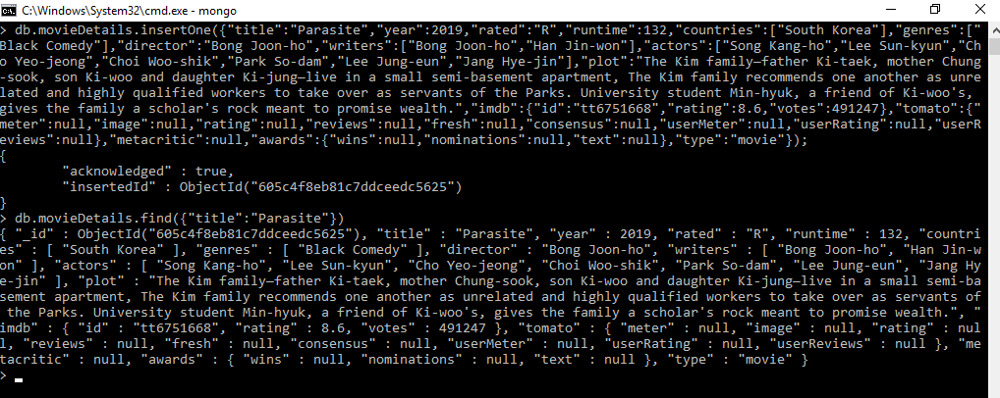 C:\Windows\System32\cmd.exe - mongo
> db.movieDetails.insertOne({"title":"Parasite","year":2019,"rated":"R","runtime":132,"countries":["South Korea"],"genres":["
Black Comedy"],"director":"Bong Joon-ho","writers":["Bong Joon-ho","Han Jin-won"],"actors":["Song Kang-ho","Lee Sun-kyun","Ch
o Yeo-jeong","Choi Woo-shik","Park So-dam","Lee Jung-eun","Jang Hye-jin"],"plot":"The Kim family—father Ki-taek, mother Chung
-sook, son Ki-woo and daughter Ki-jung—live in a small semi-basement apartment, The Kim family recommends one another as unre
lated and highly qualified workers to take over as servants of the Parks. University student Min-hyuk, a friend of Ki-woo's,
gives the family a scholar's rock meant to promise wealth.","imdb":{"id":"tt6751668","rating":8.6,"votes":491247},"tomato":{"
meter":null,"image":null,"rating":null,"reviews":null,"fresh":null,"consensus":null,"userMeter":null,"userRating":null,"userR
eviews":null},"metacritic":null,"awards":{"wins":null,"nominations":null,"text":null},"type":"movie"});
{
"acknowledged" : true,
"insertedId" : ObjectId("605c4f8eb81c7ddceedc5625")
}
> db.movieDetails.find({"title":"Parasite"})
{ "_id" : ObjectId("605c4f8eb81c7ddceedc5625"), "title" : "Parasite", "year" : 2019, "rated" : "R", "runtime" : 132, "countri
es" : [ "South Korea" ], "genres" : [ "Black Comedy" ], "director" : "Bong Joon-ho", "writers" : [ "Bong Joon-ho", "Han Jin-w
on" ], "actors" : [ "Song Kang-ho", "Lee Sun-kyun", "Cho Yeo-jeong", "Choi Woo-shik", "Park So-dam", "Lee Jung-eun", "Jang Hy
e-jin" ], "plot" : "The Kim family—father Ki-taek, mother Chung-sook, son Ki-woo and daughter Ki-jung—live in a small semi-ba
sement apartment, The Kim family recommends one another as unrelated and highly qualified workers to take over as servants of
the Parks. University student Min-hyuk, a friend of Ki-woo's, gives the family a scholar's rock meant to promise wealth.", "
imdb" : { "id" : "tt6751668", "rating" : 8.6, "votes" : 491247 }, "tomato" : { "meter" : null, "image" : null, "rating" : nul
l, "reviews" : null, "fresh" : null, "consensus" : null, "userMeter" : null, "userRating" : null, "userReviews" : null }, "me
tacritic" : null, "awards" : { "wins" : null, "nominations" : null, "text" : null }, "type" : "movie" }
>